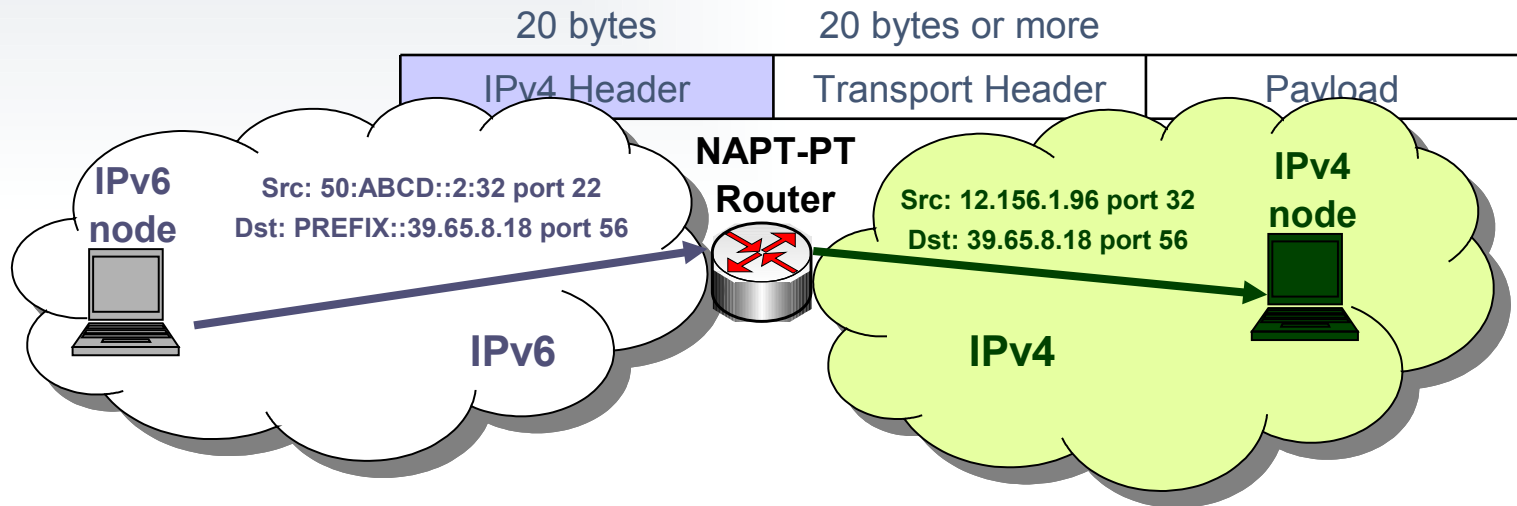 20 bytes
20 bytes or more
IPv4 Header
Transport Header
Payload
IPv6
node
Src: 50:ABCD::2:32 port 22
Dst: PREFIX::39.65.8.18 port 56
NAPT-PT
Router
Src: 12.156.1.96 port 32
Dst: 39.65.8.18 port 56
IPv4
node
IPv6
IPv4